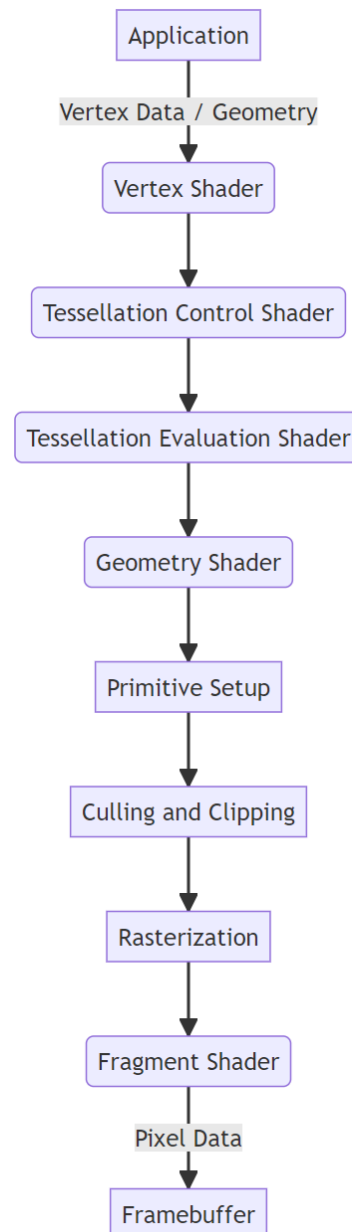 Application
Vertex Data / Geometry
Vertex Shader
Tessellation Control Shader
Tessellation Evaluation Shader
Geometry Shader
Primitive Setup
Culling and Clipping
Rasterization
Fragment Shader
Pixel Data
Framebuffer